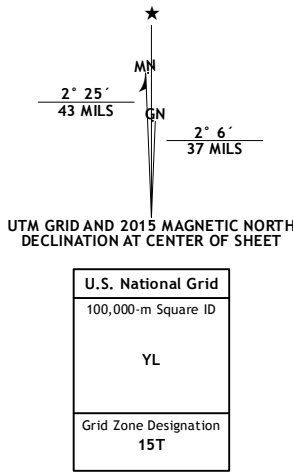 ★
MN
2° 25´
43 MILS
GN
2° 6´
37 MILS
UTM GRID AND 2015 MAGNETIC NORTH
DECLINATION AT CENTER OF SHEET
U.S. National Grid
100,000-m Square ID
YL
Grid Zone Designation
15T